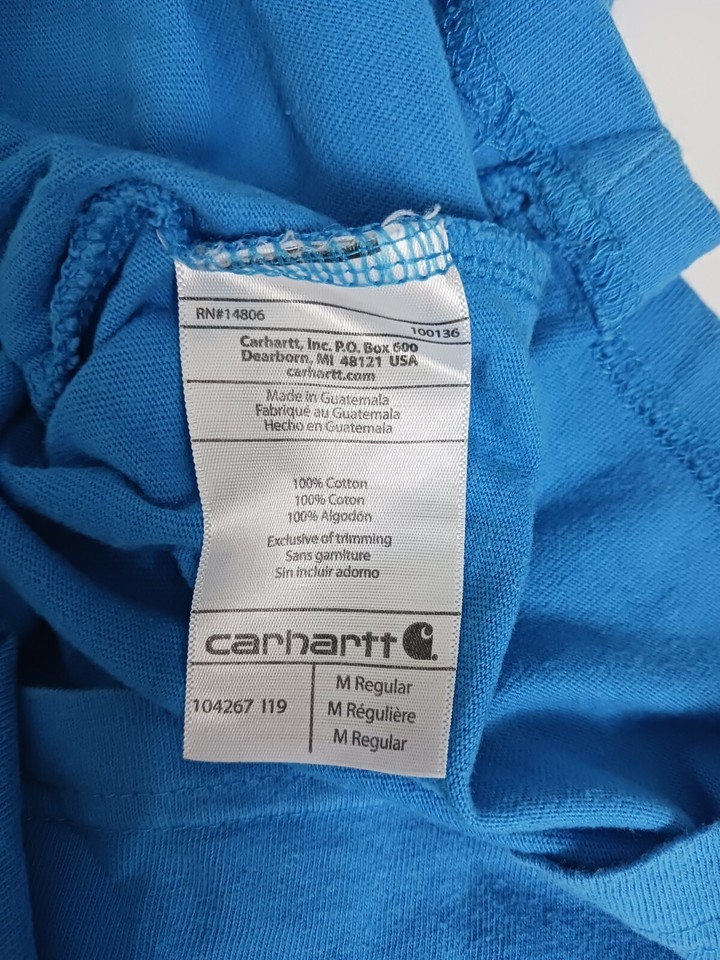 RN#14806
100136
Carhartt, Inc. P.O. Box 600
Dearborn, MI 48121 USA
carhartt.com
Made in Guatemala
Fabriqué au Guatemala
Hecho en Guatemala
100% Cotton
100% Coton
100% Algodón
Exclusive of trimming
Sans garniture
Sin incluir adorno
carhartt
104267 I19
M Regular
M Régulière
M Regular